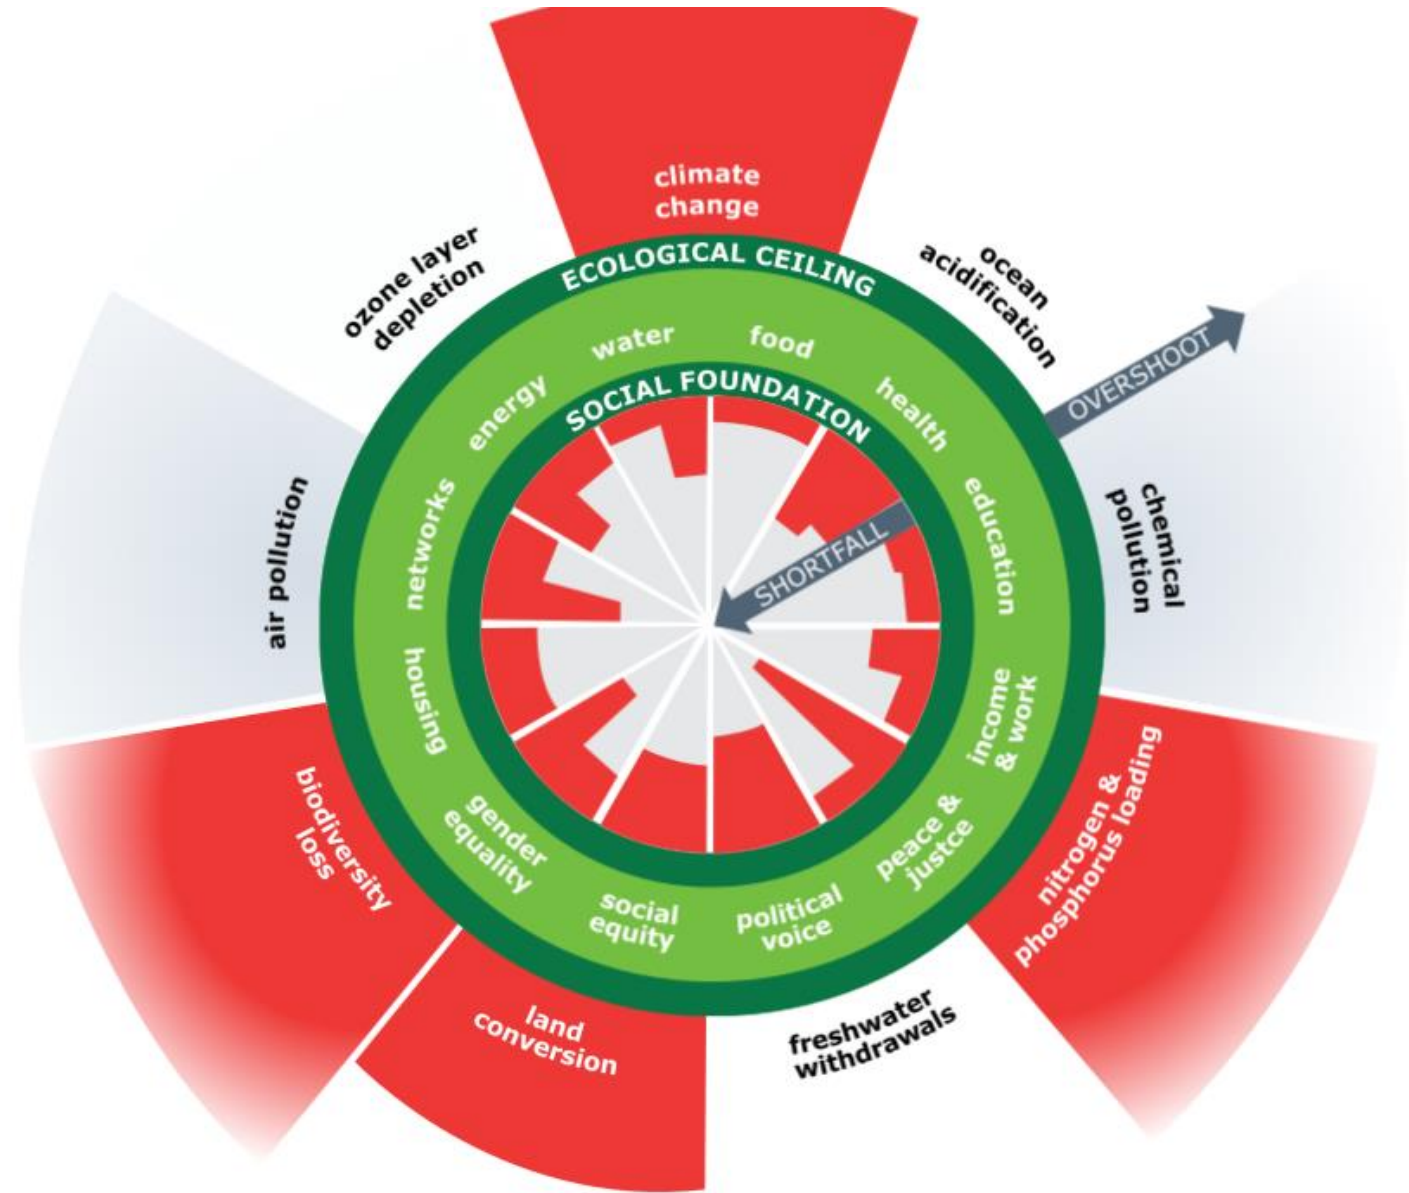 climate
change
ECOLOGICAL CEILING
ozone layer
depletion
ocean
acidification
OVERSHOOT
water
food
energy
health
SOCIAL FOUNDATION
networks
education
air pollution
chemical
pollution
SHORTFALL
housing
income
& work
biodiversity
loss
nitrogen &
phosphorus loading
gender
equality
peace &
justce
social
equity
political
voice
land
conversion
freshwater
withdrawals